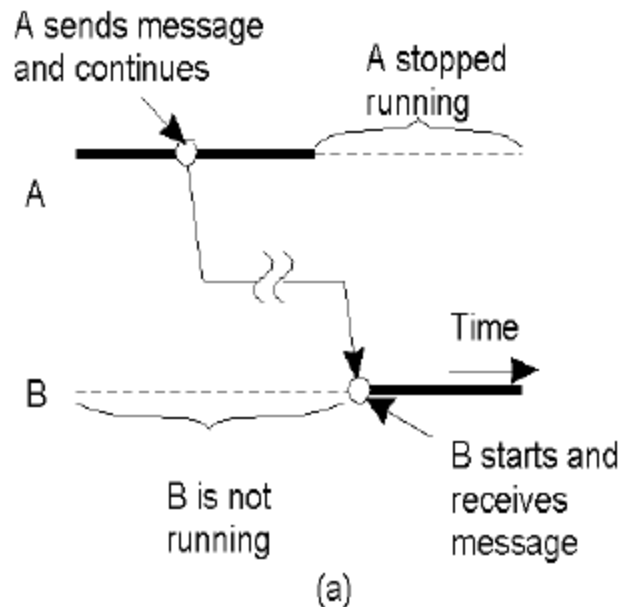 A sends message
and continues
A stopped
running
A
Time
B
B starts and
receives
message
B is not
running
(a)